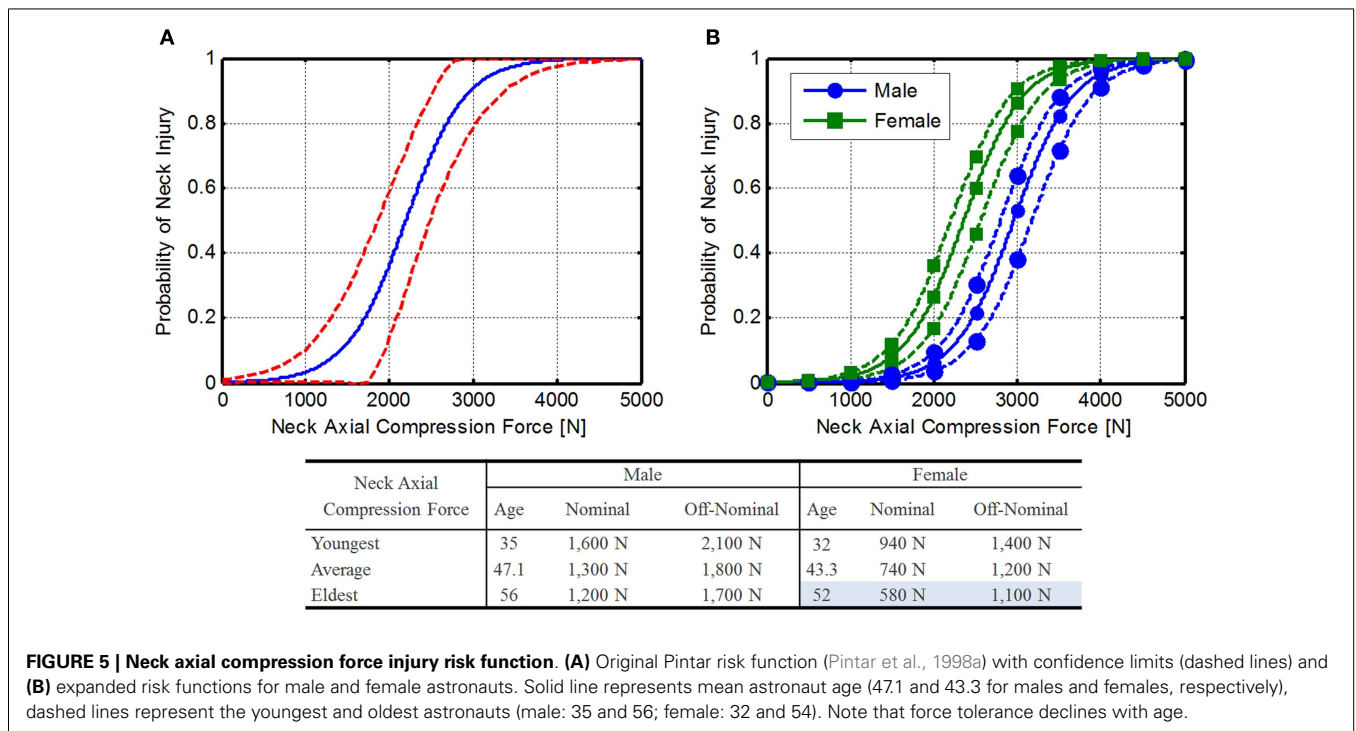 A
Probability of Neck Injury
1
0.8
0.6
0.4
0.2
0
0 1000 2000 3000 4000 5000
Neck Axial Compression Force [N]
B
Probability of Neck Injury
1
0.8
0.6
0.4
0.2
0
Male
Female
0 1000 2000 3000 4000 5000
Neck Axial Compression Force [N]
Neck Axial Compression Force Male Female
Age Nominal Off-Nominal Age Nominal Off-Nominal
Youngest 35 1,600 N 2,100 N 32 940 N 1,400 N
Average 47.1 1,300 N 1,800 N 43.3 740 N 1,200 N
Eldest 56 1,200 N 1,700 N 52 580 N 1,100 N
FIGURE 5 | Neck axial compression force injury risk function. (A) Original Pintar risk function (Pintar et al., 1998a) with confidence limits (dashed lines) and
(B) expanded risk functions for male and female astronauts. Solid line represents mean astronaut age (47.1 and 43.3 for males and females, respectively),
dashed lines represent the youngest and oldest astronauts (male: 35 and 56; female: 32 and 54). Note that force tolerance declines with age.